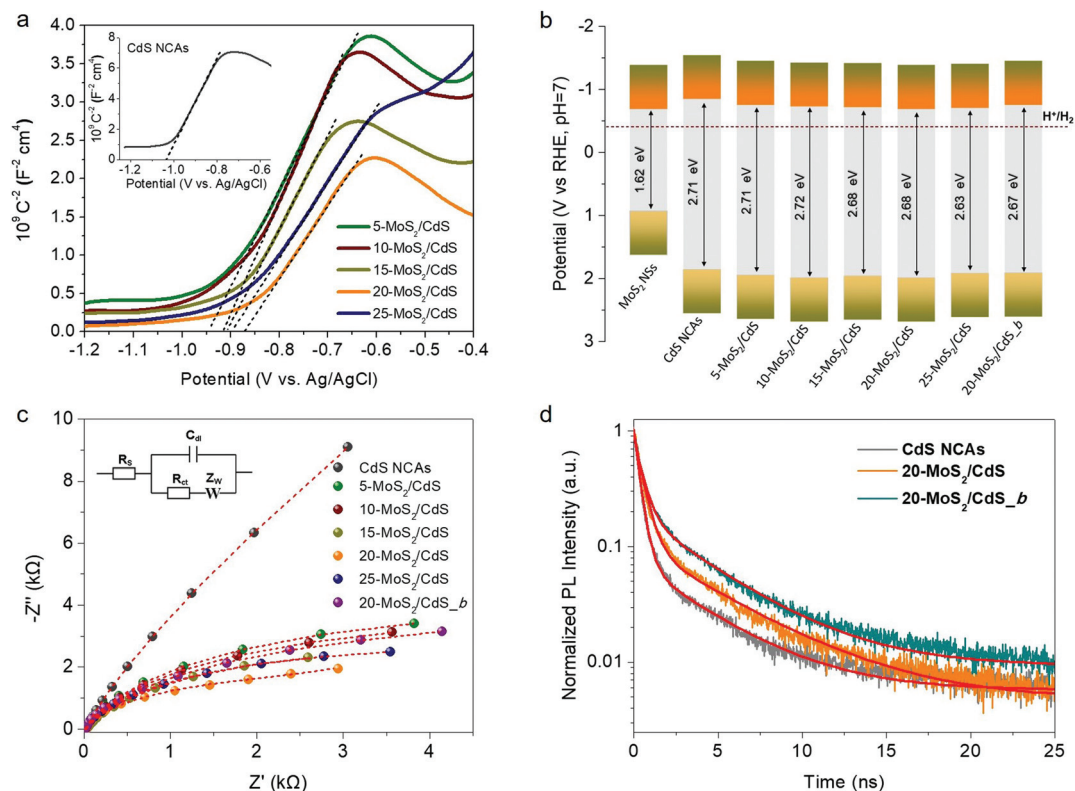 a
4.0
3.5
3.0
2.5
2.0
1.5
1.0
0.5
0.0
10⁹ C⁻² (F⁻² cm⁴)
-1.2 -1.1 -1.0 -0.9 -0.8 -0.7 -0.6 -0.5 -0.4
Potential (V vs. Ag/AgCl)
CdS NCAs
8
6
4
2
0
10⁹ C⁻² (F⁻² cm⁴)
-1.2 -1.0 -0.8 -0.6
Potential (V vs. Ag/AgCl)
5-MoS₂/CdS
10-MoS₂/CdS
15-MoS₂/CdS
20-MoS₂/CdS
25-MoS₂/CdS
b
-2
-1
0
1
2
3
Potential (V vs RHE, pH=7)
H⁺/H₂
1.62 eV
2.71 eV
2.71 eV
2.72 eV
2.68 eV
2.68 eV
2.63 eV
2.67 eV
MoS₂ NSs
CdS NCAs
5-MoS₂/CdS
10-MoS₂/CdS
15-MoS₂/CdS
20-MoS₂/CdS
25-MoS₂/CdS
20-MoS₂/CdS_b
c
10
8
6
4
2
0
-Z'' (kΩ)
0 1 2 3 4
Z' (kΩ)
Rs
Cdl
Rct
Zw
W
CdS NCAs
5-MoS₂/CdS
10-MoS₂/CdS
15-MoS₂/CdS
20-MoS₂/CdS
25-MoS₂/CdS
20-MoS₂/CdS_b
d
1
0.1
0.01
Normalized PL Intensity (a.u.)
0 5 10 15 20 25
Time (ns)
CdS NCAs
20-MoS₂/CdS
20-MoS₂/CdS_b